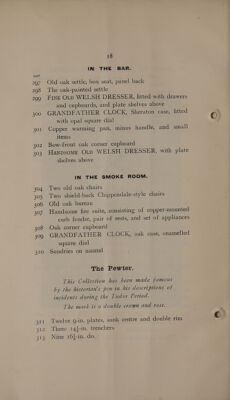 18
IN THE BAR.
297 Old oak settle, box seat, panel back
298 The oak-painted settle
299 FINE OLD WELSH DRESSER, fitted with drawers
and cupboards, and plate shelves above
300 GRANDFATHER CLOCK, Sheraton case, fitted
with opal square dial
301 Copper warming pan, minus handle, and small
items
302 Bow-front oak corner cupboard
303 HANDSOME OLD WELSH DRESSER, with plate
shelves above
IN THE SMOKE ROOM.
304 Two old oak chairs
305 Two shield-back Chippendale-style chairs
306 Old oak bureau
307 Handsome fire suite, consisting of copper-mounted
curb fender, pair of seats, and set of appliances
308 Oak corner cupboard
309 GRANDFATHER CLOCK, oak case, enamelled
square dial
310 Sundries on mantel
The Pewter.
This Collection has been made famous
by the historian's pen in his descriptions of
incidents during the Tudor Period.
The mark is a double crown and rose.
311 Twelve 9-in. plates, sunk centre and double rim
312 Three 14½-in. trenchers
313 Nine 16½-in. do.